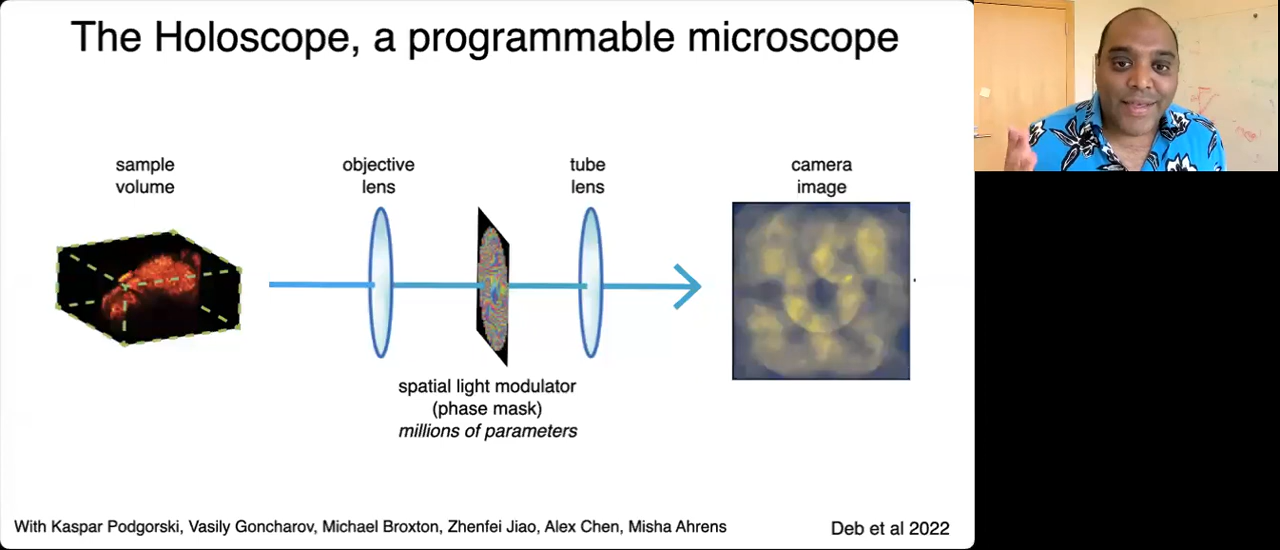 The Holoscope, a programmable microscope
sample
volume
objective
lens
tube
lens
camera
image
spatial light modulator
(phase mask)
millions of parameters
With Kaspar Podgorski, Vasily Goncharov, Michael Broxton, Zhenfei Jiao, Alex Chen, Misha Ahrens
Deb et al 2022